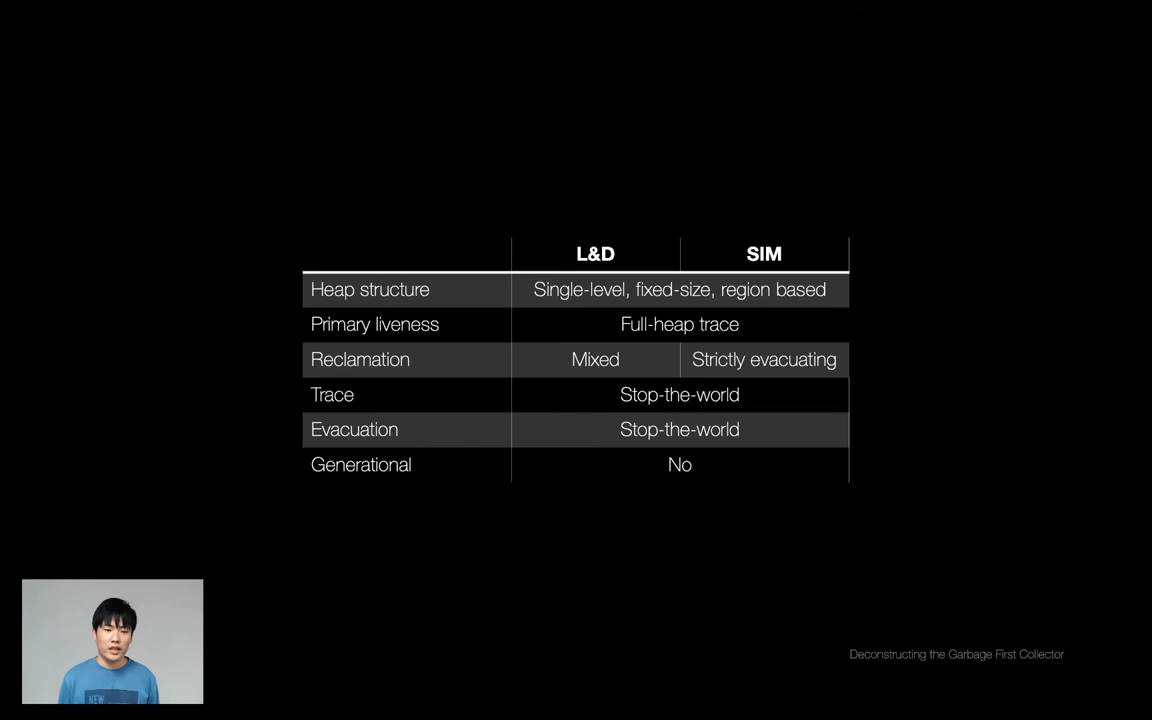 L&D SIM
Heap structure Single-level, fixed-size, region based
Primary liveness Full-heap trace
Reclamation Mixed Strictly evacuating
Trace Stop-the-world
Evacuation Stop-the-world
Generational No
NEW
Deconstructing the Garbage First Collector